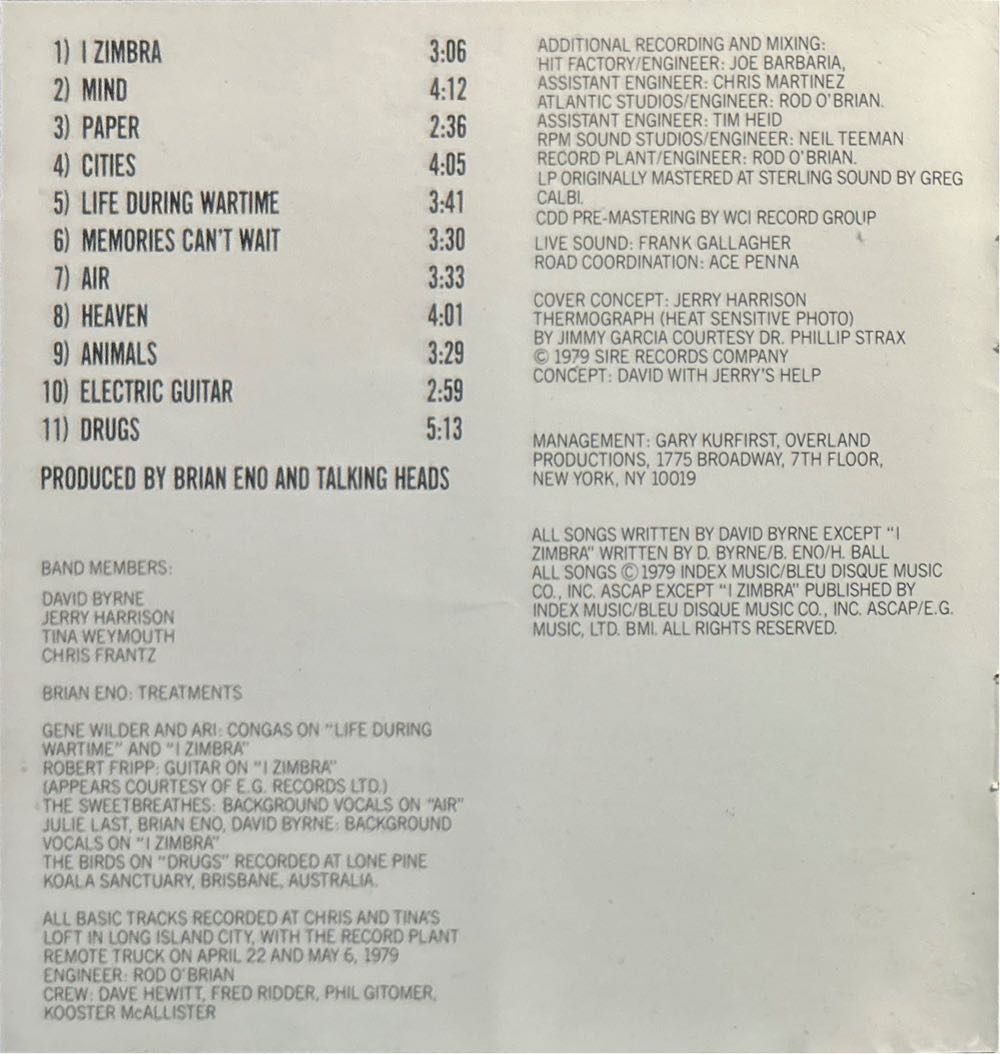 1) I ZIMBRA 3:06
2) MIND 4:12
3) PAPER 2:36
4) CITIES 4:05
5) LIFE DURING WARTIME 3:41
6) MEMORIES CAN'T WAIT 3:30
7) AIR 3:33
8) HEAVEN 4:01
9) ANIMALS 3:29
10) ELECTRIC GUITAR 2:59
11) DRUGS 5:13
PRODUCED BY BRIAN ENO AND TALKING HEADS
BAND MEMBERS:
DAVID BYRNE
JERRY HARRISON
TINA WEYMOUTH
CHRIS FRANTZ
BRIAN ENO: TREATMENTS
GENE WILDER AND ARI: CONGAS ON "LIFE DURING
WARTIME" AND "I ZIMBRA"
ROBERT FRIPP: GUITAR ON "I ZIMBRA"
(APPEARS COURTESY OF E.G. RECORDS LTD.)
THE SWEETBREATHES: BACKGROUND VOCALS ON "AIR"
JULIE LAST, BRIAN ENO, DAVID BYRNE: BACKGROUND
VOCALS ON "I ZIMBRA"
THE BIRDS ON "DRUGS" RECORDED AT LONE PINE
KOALA SANCTUARY, BRISBANE, AUSTRALIA.
ALL BASIC TRACKS RECORDED AT CHRIS AND TINA'S
LOFT IN LONG ISLAND CITY, WITH THE RECORD PLANT
REMOTE TRUCK ON APRIL 22 AND MAY 6, 1979
ENGINEER: ROD O'BRIAN
CREW: DAVE HEWITT, FRED RIDDER, PHIL GITOMER,
KOOSTER McALLISTER
ADDITIONAL RECORDING AND MIXING:
HIT FACTORY/ENGINEER: JOE BARBARIA,
ASSISTANT ENGINEER: CHRIS MARTINEZ
ATLANTIC STUDIOS/ENGINEER: ROD O'BRIAN.
ASSISTANT ENGINEER: TIM HEID
RPM SOUND STUDIOS/ENGINEER: NEIL TEEMAN
RECORD PLANT/ENGINEER: ROD O'BRIAN.
LP ORIGINALLY MASTERED AT STERLING SOUND BY GREG
CALBI.
CDD PRE-MASTERING BY WCI RECORD GROUP
LIVE SOUND: FRANK GALLAGHER
ROAD COORDINATION: ACE PENNA
COVER CONCEPT: JERRY HARRISON
THERMOGRAPH (HEAT SENSITIVE PHOTO)
BY JIMMY GARCIA COURTESY DR. PHILLIP STRAX
© 1979 SIRE RECORDS COMPANY
CONCEPT: DAVID WITH JERRY'S HELP
MANAGEMENT: GARY KURFIRST, OVERLAND
PRODUCTIONS, 1775 BROADWAY, 7TH FLOOR,
NEW YORK, NY 10019
ALL SONGS WRITTEN BY DAVID BYRNE EXCEPT "I
ZIMBRA" WRITTEN BY D. BYRNE/B. ENO/H. BALL
ALL SONGS © 1979 INDEX MUSIC/BLEU DISQUE MUSIC
CO., INC. ASCAP EXCEPT "I ZIMBRA" PUBLISHED BY
INDEX MUSIC/BLEU DISQUE MUSIC CO., INC. ASCAP/E.G.
MUSIC, LTD. BMI. ALL RIGHTS RESERVED.